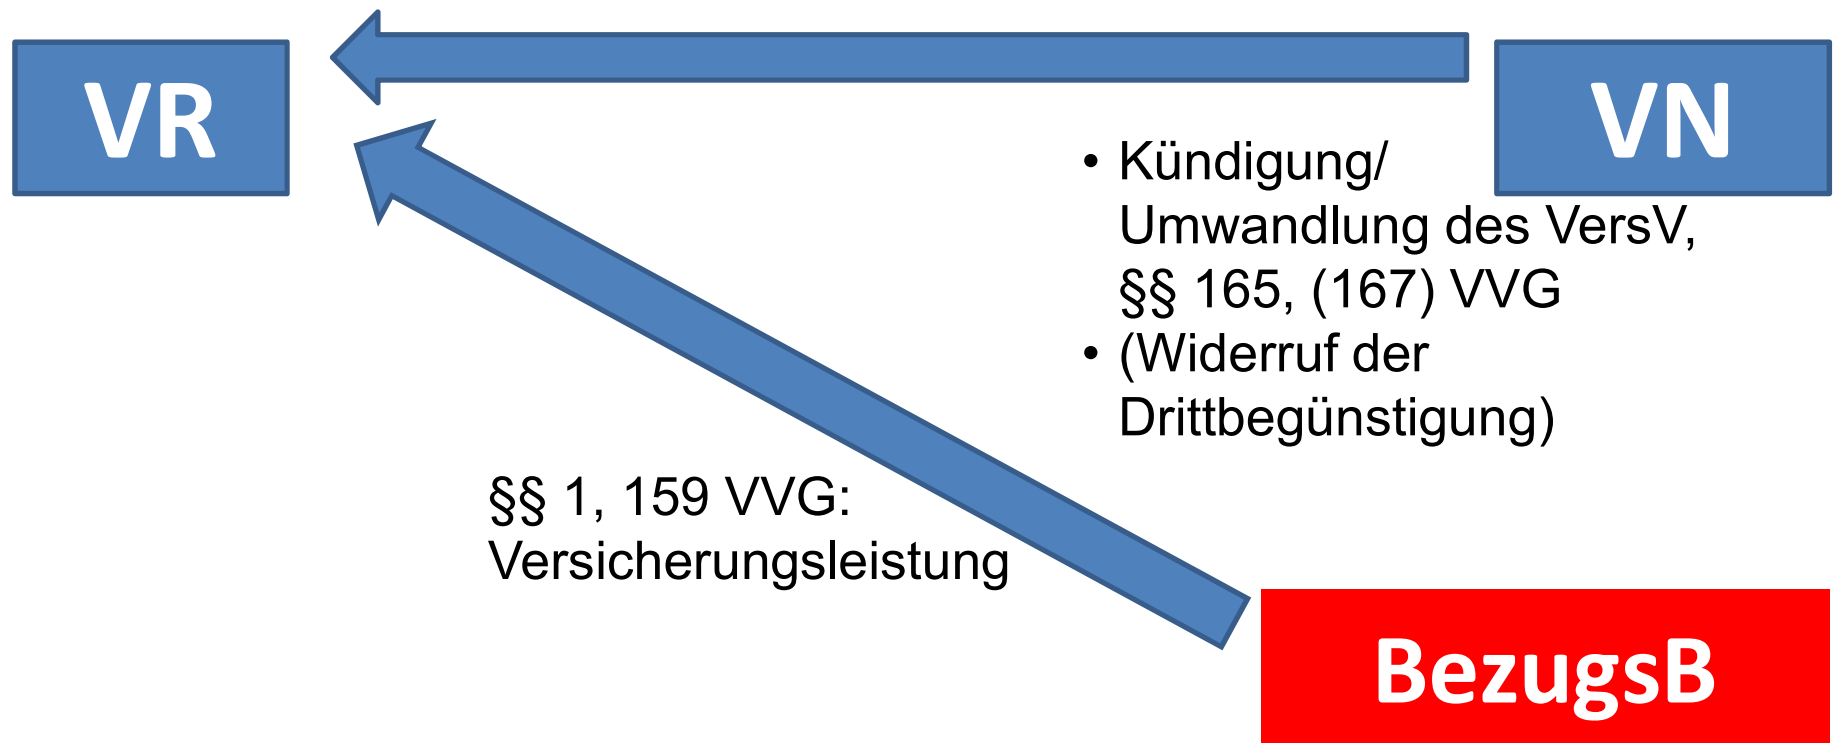 VR
VN
• Kündigung/
Umwandlung des VersV,
§§ 165, (167) VVG
• (Widerruf der
Drittbegünstigung)
§§ 1, 159 VVG:
Versicherungsleistung
BezugsB